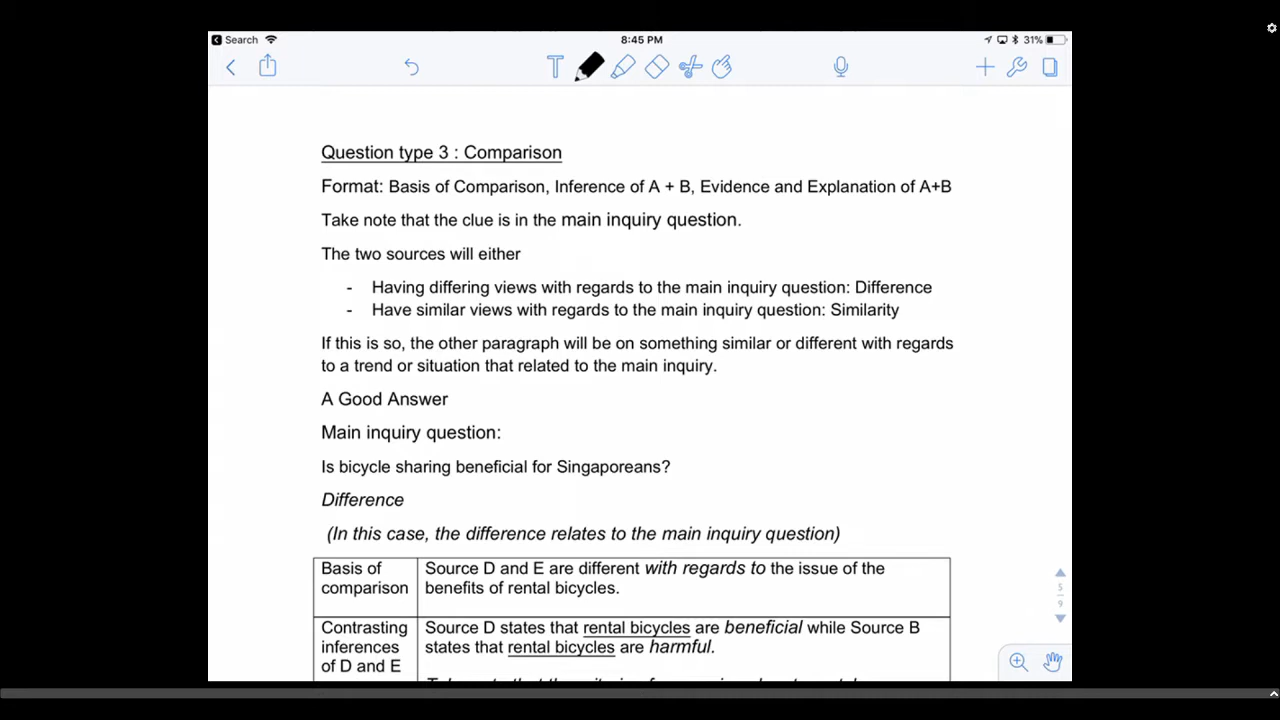 Search
8:45 PM
31%
Question type 3 : Comparison
Format: Basis of Comparison, Inference of A + B, Evidence and Explanation of A+B
Take note that the clue is in the main inquiry question.
The two sources will either
- Having differing views with regards to the main inquiry question: Difference
- Have similar views with regards to the main inquiry question: Similarity
If this is so, the other paragraph will be on something similar or different with regards
to a trend or situation that related to the main inquiry.
A Good Answer
Main inquiry question:
Is bicycle sharing beneficial for Singaporeans?
Difference
(In this case, the difference relates to the main inquiry question)
Basis of
comparison
Source D and E are different with regards to the issue of the
benefits of rental bicycles.
Contrasting
inferences
of D and E
Source D states that rental bicycles are beneficial while Source B
states that rental bicycles are harmful.
5
9